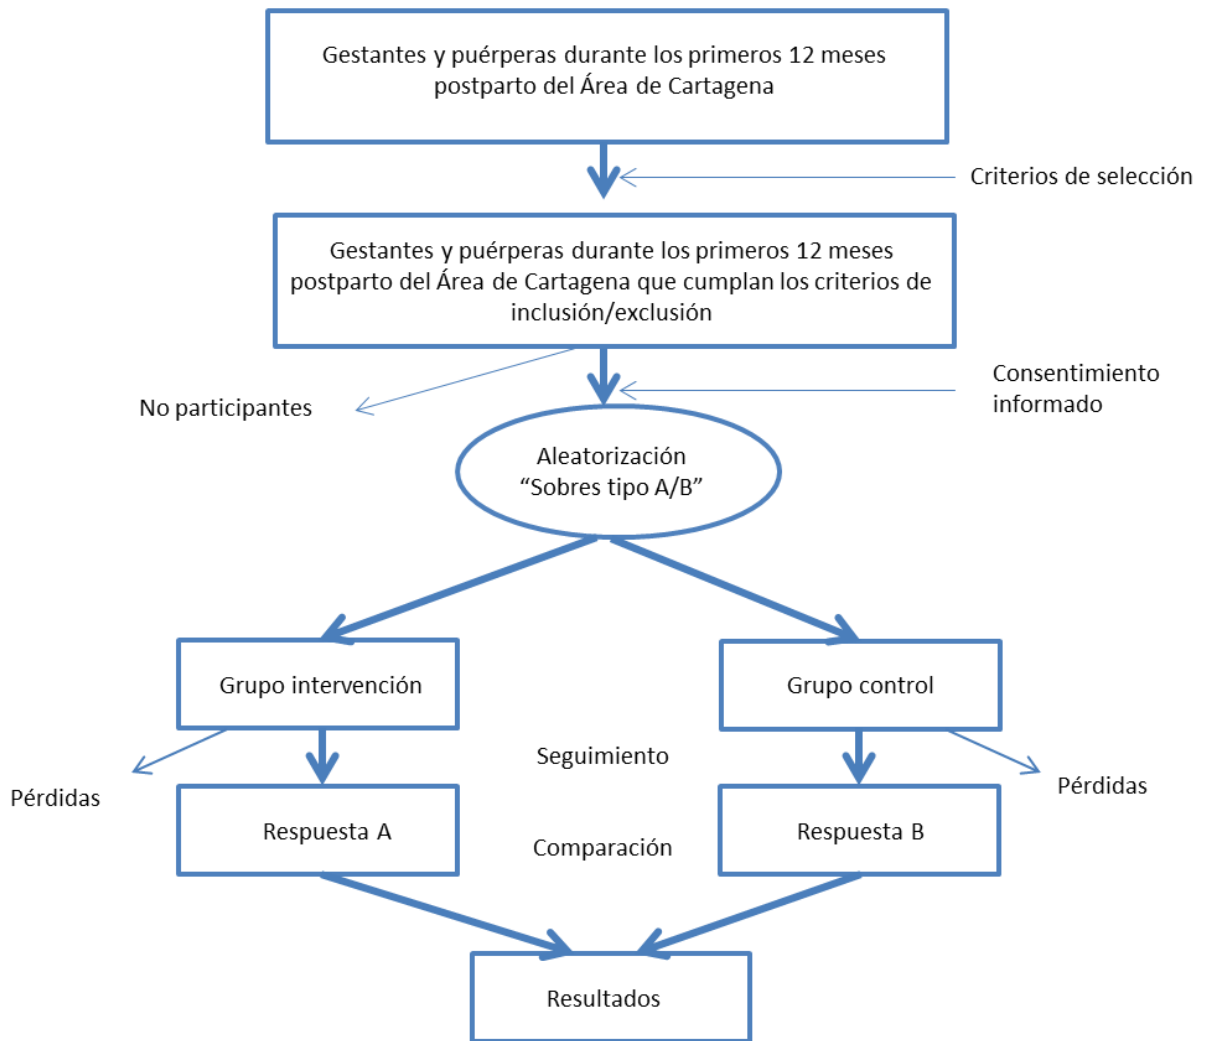 Gestantes y puérperas durante los primeros 12 meses
postparto del Área de Cartagena
Criterios de selección
Gestantes y puérperas durante los primeros 12 meses
postparto del Área de Cartagena que cumplan los criterios de
inclusión/exclusión
Consentimiento
informado
No participantes
Aleatorización
“Sobres tipo A/B”
Grupo intervención
Grupo control
Seguimiento
Pérdidas
Pérdidas
Respuesta A
Respuesta B
Comparación
Resultados